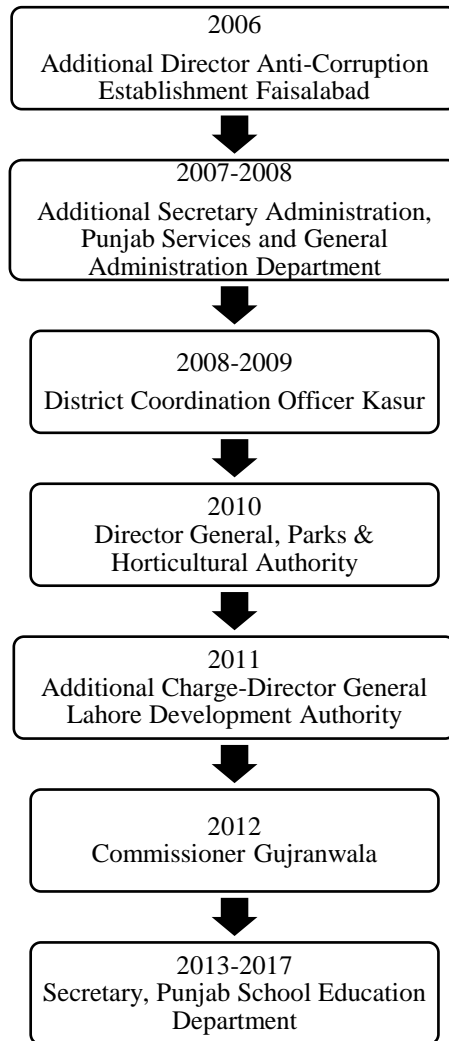 2006
Additional Director Anti-Corruption
Establishment Faisalabad
2007-2008
Additional Secretary Administration,
Punjab Services and General
Administration Department
2008-2009
District Coordination Officer Kasur
2010
Director General, Parks &
Horticultural Authority
2011
Additional Charge-Director General
Lahore Development Authority
2012
Commissioner Gujranwala
2013-2017
Secretary, Punjab School Education
Department